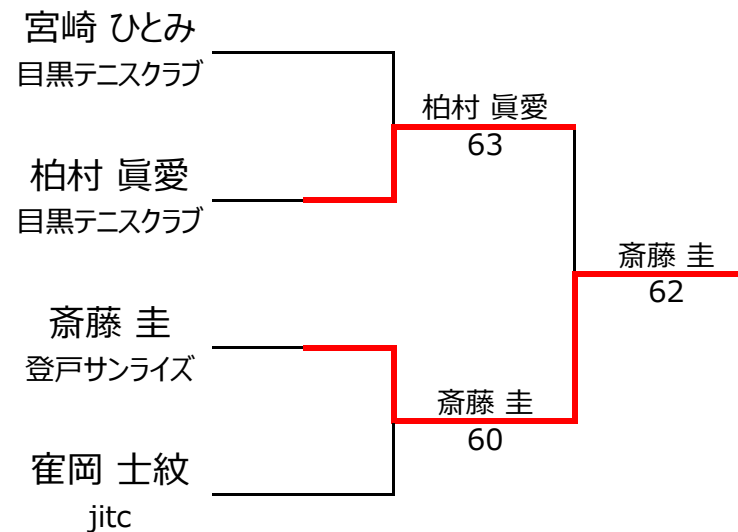 宮崎 ひとみ
目黒テニスクラブ
柏村 眞愛
63
柏村 眞愛
目黒テニスクラブ
斎藤 圭
62
斎藤 圭
登戸サンライズ
斎藤 圭
60
隺岡 士紋
jitc